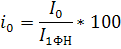 i₀ = I₀ / I₁ФН * 100